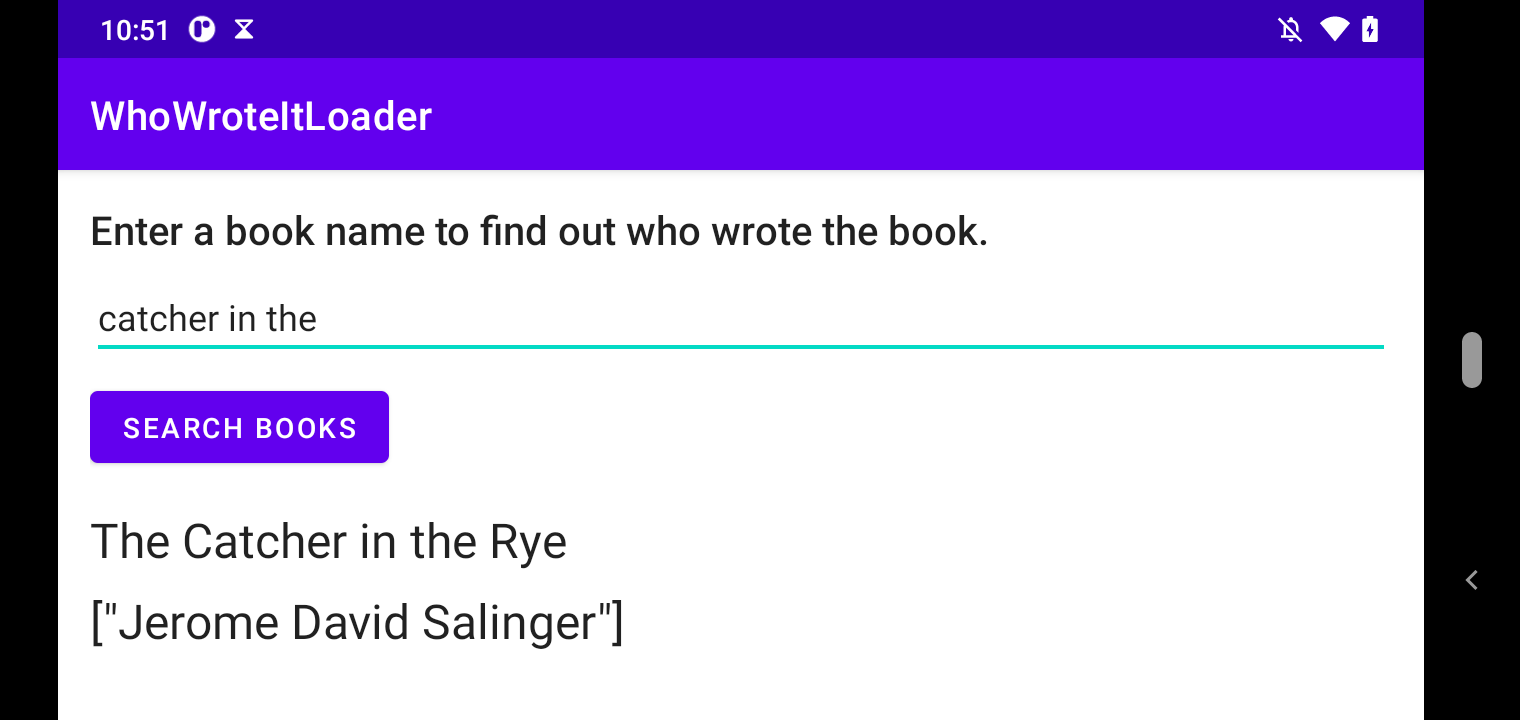 10:51
WhoWroteItLoader
Enter a book name to find out who wrote the book.
catcher in the
SEARCH BOOKS
The Catcher in the Rye
["Jerome David Salinger"]